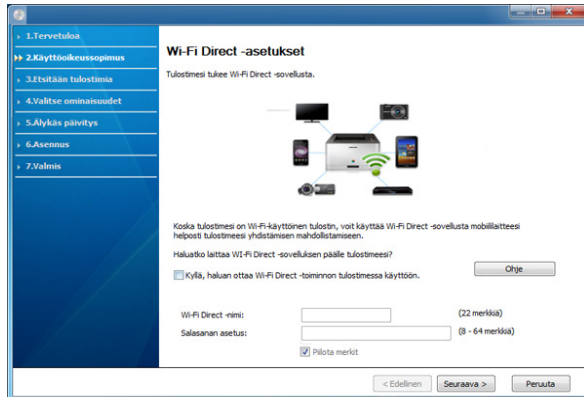 1.Tervetuloa
2.Käyttöoikeussopimus
3.Etsitään tulostimia
4.Valitse ominaisuudet
5.Älykäs päivitys
6.Asennus
7.Valmis
Wi-Fi Direct -asetukset
Tulostimesi tukee Wi-Fi Direct -sovellusta.
Koska tulostimesi on Wi-Fi-käyttöinen tulostin, voit käyttää Wi-Fi Direct -sovellusta mobiililaitteesi
helposti tulostimeesi yhdistämisen mahdollistamiseen.
Haluatko laittaa WI-Fi Direct -sovelluksen päälle tulostimeesi?
Kyllä, haluan ottaa Wi-Fi Direct -toiminnon tulostimessa käyttöön.
Ohje
Wi-Fi Direct -nimi:
(22 merkkiä)
Salasanan asetus:
(8 - 64 merkkiä)
Piilota merkit
< Edellinen
Seuraava >
Peruuta